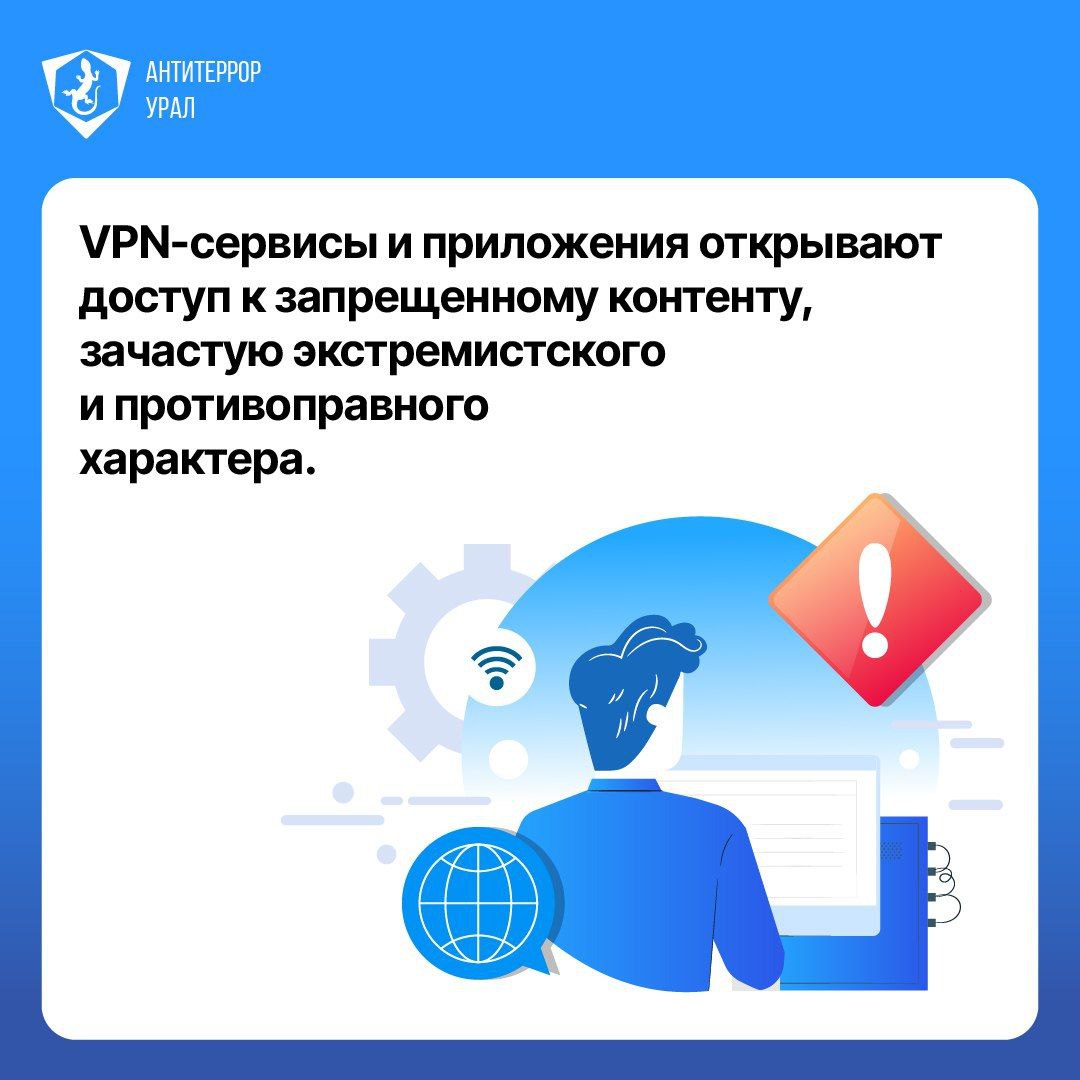 АНТИТЕРРОР
УРАЛ
VPN-сервисы и приложения открывают
доступ к запрещенному контенту,
зачастую экстремистского
и противоправного
характера.